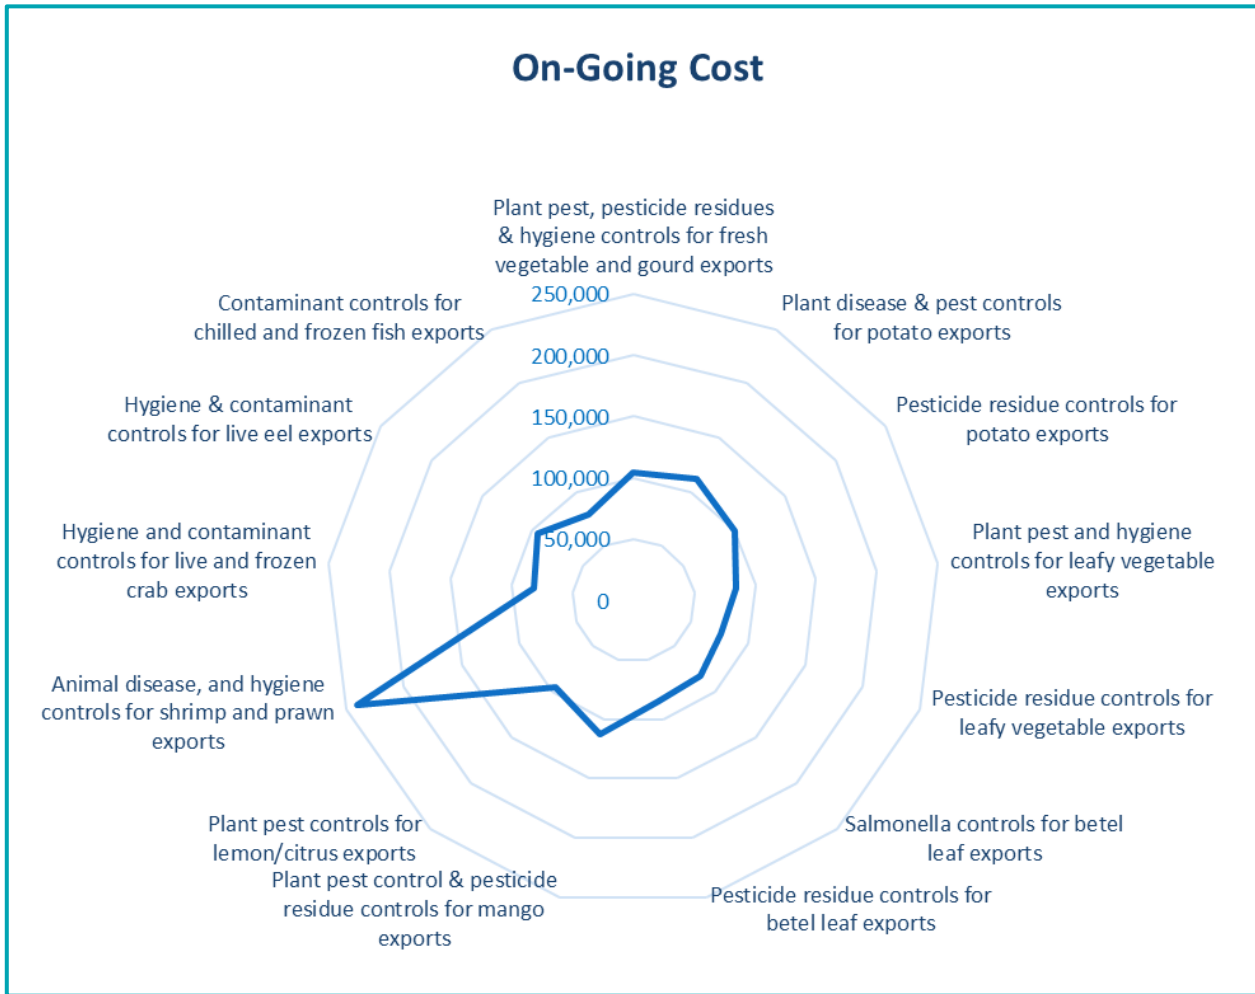 On-Going Cost
Plant pest, pesticide residues
& hygiene controls for fresh
vegetable and gourd exports
Plant disease & pest controls
for potato exports
Pesticide residue controls for
potato exports
Plant pest and hygiene
controls for leafy vegetable
exports
Pesticide residue controls for
leafy vegetable exports
Salmonella controls for betel
leaf exports
Pesticide residue controls for
betel leaf exports
Plant pest control & pesticide
residue controls for mango
exports
Plant pest controls for
lemon/citrus exports
Animal disease, and hygiene
controls for shrimp and prawn
exports
Hygiene and contaminant
controls for live and frozen
crab exports
Hygiene & contaminant
controls for live eel exports
Contaminant controls for
chilled and frozen fish exports
250,000
200,000
150,000
100,000
50,000
0